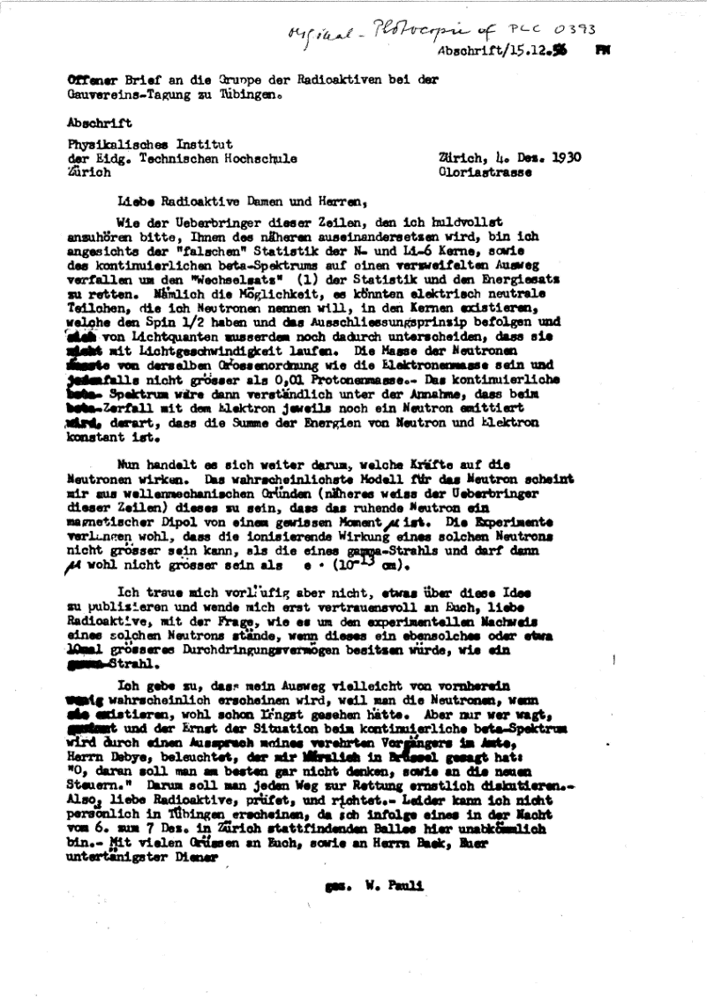 original - Photocopie of PLC 0393
Abschrift/15.12.56 PM
Offener Brief an die Gruppe der Radioaktiven bei der
Gauvereins-Tagung zu Tübingen.
Abschrift
Physikalisches Institut
der Eidg. Technischen Hochschule
Zürich
Zürich, 4. Dez. 1930
Gloriastrasse
Liebe Radioaktive Damen und Herren,
Wie der Ueberbringer dieser Zeilen, den ich huldvollst
anzuhören bitte, Ihnen des näheren auseinandersetzen wird, bin ich
angesichts der "falschen" Statistik der N- und Li-6 Kerne, sowie
des kontinuierlichen beta-Spektrums auf einen verzweifelten Ausweg
verfallen um den "Wechselsatz" (1) der Statistik und den Energiesatz
zu retten. Nämlich die Möglichkeit, es könnten elektrisch neutrale
Teilchen, die ich Neutronen nennen will, in den Kernen existieren,
welche den Spin 1/2 haben und das Ausschliessungsprinzip befolgen und
sich von Lichtquanten ausserdem noch dadurch unterscheiden, dass sie
nicht mit Lichtgeschwindigkeit laufen. Die Masse der Neutronen
müsste von derselben Grössenordnung wie die Elektronenmasse sein und
jedenfalls nicht grösser als 0,01 Protonenmasse.- Das kontinuierliche
beta- Spektrum wäre dann verständlich unter der Annahme, dass beim
beta-Zerfall mit dem Elektron jeweils noch ein Neutron emittiert
wird, derart, dass die Summe der Energien von Neutron und Elektron
konstant ist.
Nun handelt es sich weiter darum, welche Kräfte auf die
Neutronen wirken. Das wahrscheinlichste Modell für das Neutron scheint
mir aus wellenmechanischen Gründen (näheres weiss der Ueberbringer
dieser Zeilen) dieses zu sein, dass das ruhende Neutron ein
magnetischer Dipol von einem gewissen Moment μ ist. Die Experimente
verlangen wohl, dass die ionisierende Wirkung eines solchen Neutrons
nicht grösser sein kann, als die eines gamma-Strahls und darf dann
μ wohl nicht grösser sein als e · (10⁻¹³ cm).
Ich traue mich vorläufig aber nicht, etwas über diese Idee
zu publizieren und wende mich erst vertrauensvoll an Euch, liebe
Radioaktive, mit der Frage, wie es um den experimentellen Nachweis
eines solchen Neutrons stände, wenn dieses ein ebensolches oder etwa
10mal grösseres Durchdringungsvermögen besitzen würde, wie ein
gamma-Strahl.
Ich gebe zu, dass mein Ausweg vielleicht von vornherein
wenig wahrscheinlich erscheinen wird, weil man die Neutronen, wenn
sie existieren, wohl schon längst gesehen hätte. Aber nur wer wagt,
gewinnt und der Ernst der Situation beim kontinuierliche beta-Spektrum
wird durch einen Ausspruch meines verehrten Vorgängers im Amte,
Herrn Debye, beleuchtet, der mir kürzlich in Brüssel gesagt hat:
"O, daran soll man am besten gar nicht denken, sowie an die neuen
Steuern." Darum soll man jeden Weg zur Rettung ernstlich diskutieren.-
Also, liebe Radioaktive, prüfet, und richtet.- Leider kann ich nicht
persönlich in Tübingen erscheinen, da ich infolge eines in der Nacht
vom 6. zum 7 Dez. in Zürich stattfindenden Balles hier unabkömmlich
bin.- Mit vielen Grüssen an Euch, sowie an Herrn Back, Euer
untertänigster Diener
gez. W. Pauli